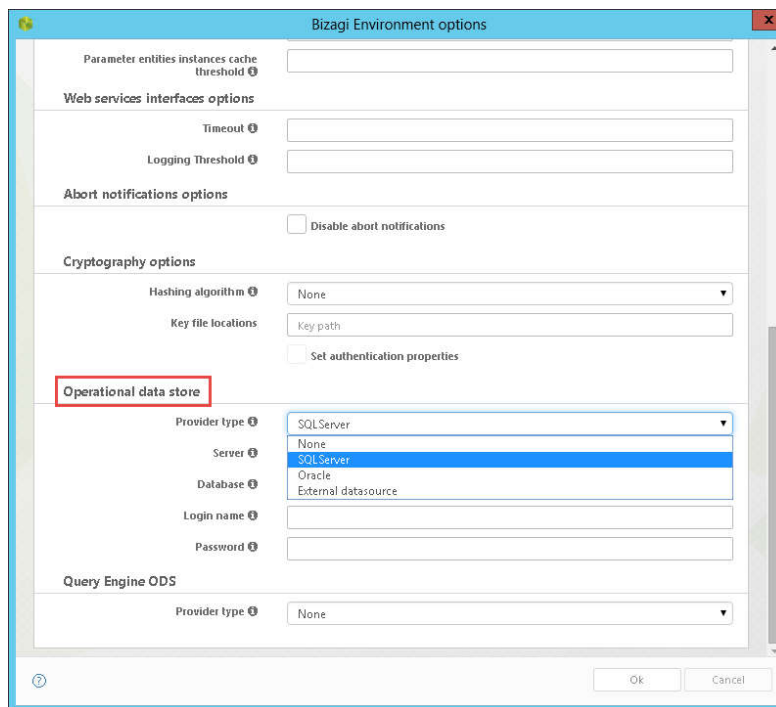 Bizagi Environment options
x
Parameter entities instances cache
threshold
Web services interfaces options
Timeout
Logging Threshold
Abort notifications options
Disable abort notifications
Cryptography options
Hashing algorithm
None
Key file locations
Key path
Set authentication properties
Operational data store
Provider type
SQLServer
None
Server
SQLServer
Oracle
Database
External datasource
Login name
Password
Query Engine ODS
Provider type
None
?
Ok
Cancel